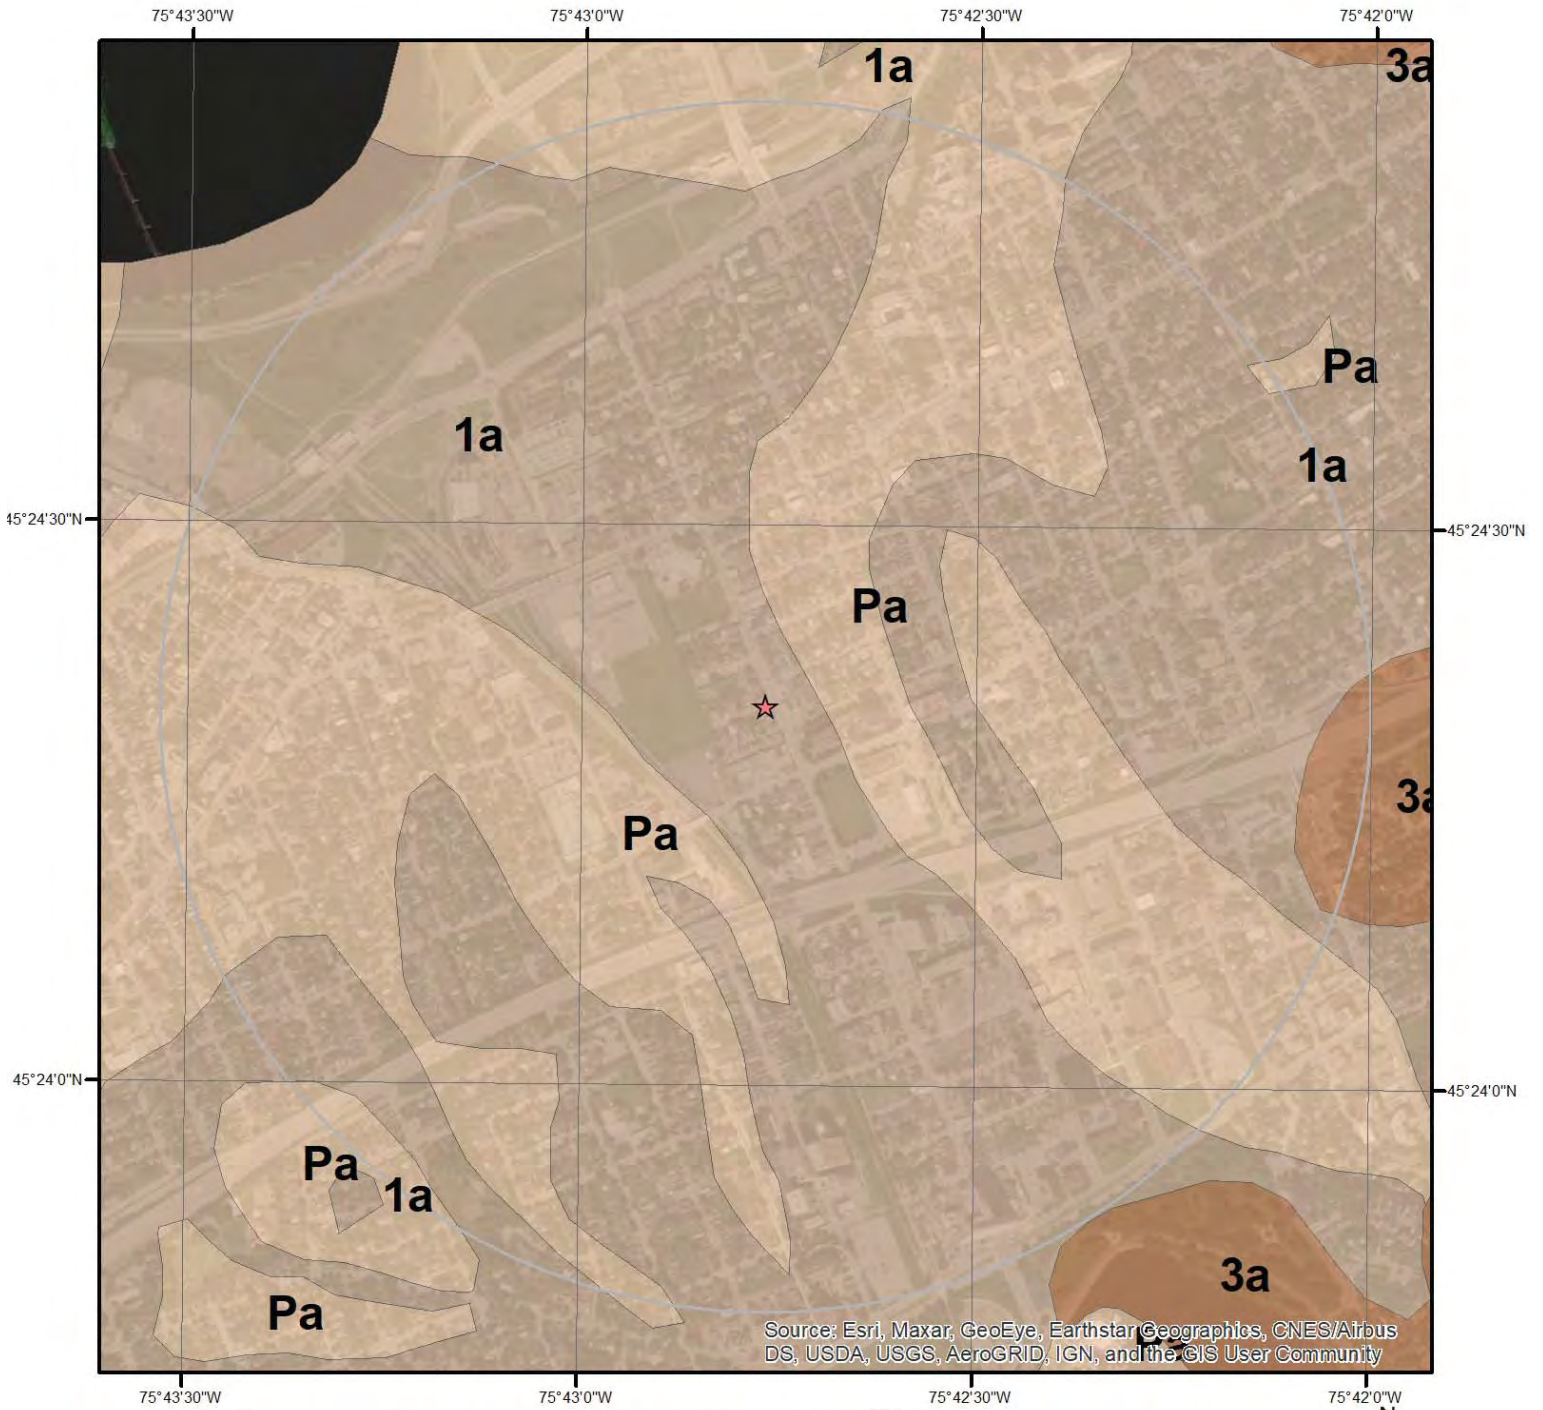 75°43'30"W 75°43'0"W 75°42'30"W 75°42'0"W
1a 3a
Pa
1a
1a
45°24'30"N 45°24'30"N
Pa
3a
Pa
45°24'0"N 45°24'0"N
Pa
1a
3a
Pa
Source: Esri, Maxar, GeoEye, Earthstar Geographics, CNES/Airbus
DS, USDA, USGS, AeroGRID, IGN, and the GIS User Community
75°43'30"W 75°43'0"W 75°42'30"W 75°42'0"W